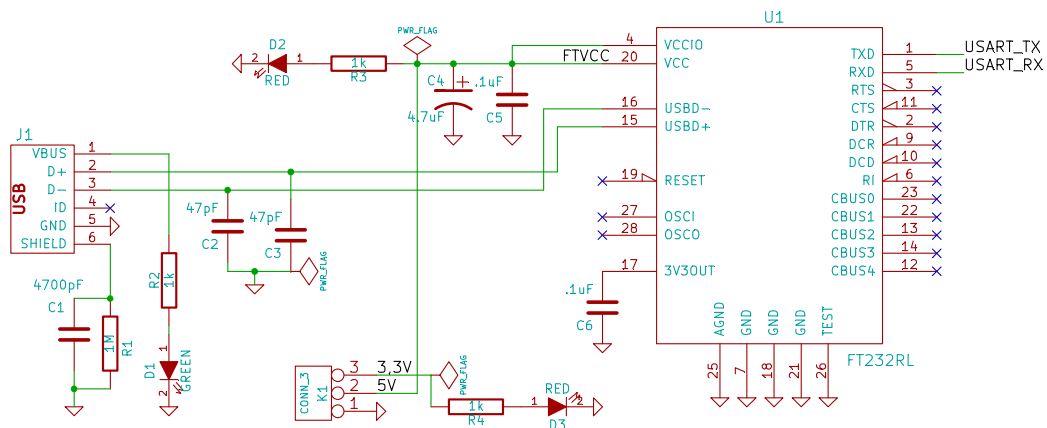 U1
PWR_FLAG
D2
2
1
RED
1k
R3
C4
4.7uF
.1uF
C5
FTVCC
4
VCCIO
20
VCC
16
USBD-
15
USBD+
19
RESET
27
OSCI
28
OSCO
17
3V3OUT
TXD
1
USART_TX
RXD
5
USART_RX
RTS
3
CTS
11
DTR
2
DCR
9
DCD
10
RI
6
CBUS0
23
CBUS1
22
CBUS2
13
CBUS3
14
CBUS4
12
AGND
GND
GND
GND
TEST
25
7
18
21
26
FT232RL
J1
USB
VBUS
1
D+
2
D-
3
ID
4
GND
5
SHIELD
6
47pF
C2
47pF
C3
PWR_FLAG
4700pF
C1
1M
R1
R2
1k
1
D1
GREEN
2
.1uF
C6
CONN_3
K1
3
3,3V
2
5V
1
PWR_FLAG
1k
R4
RED
1
2
D3